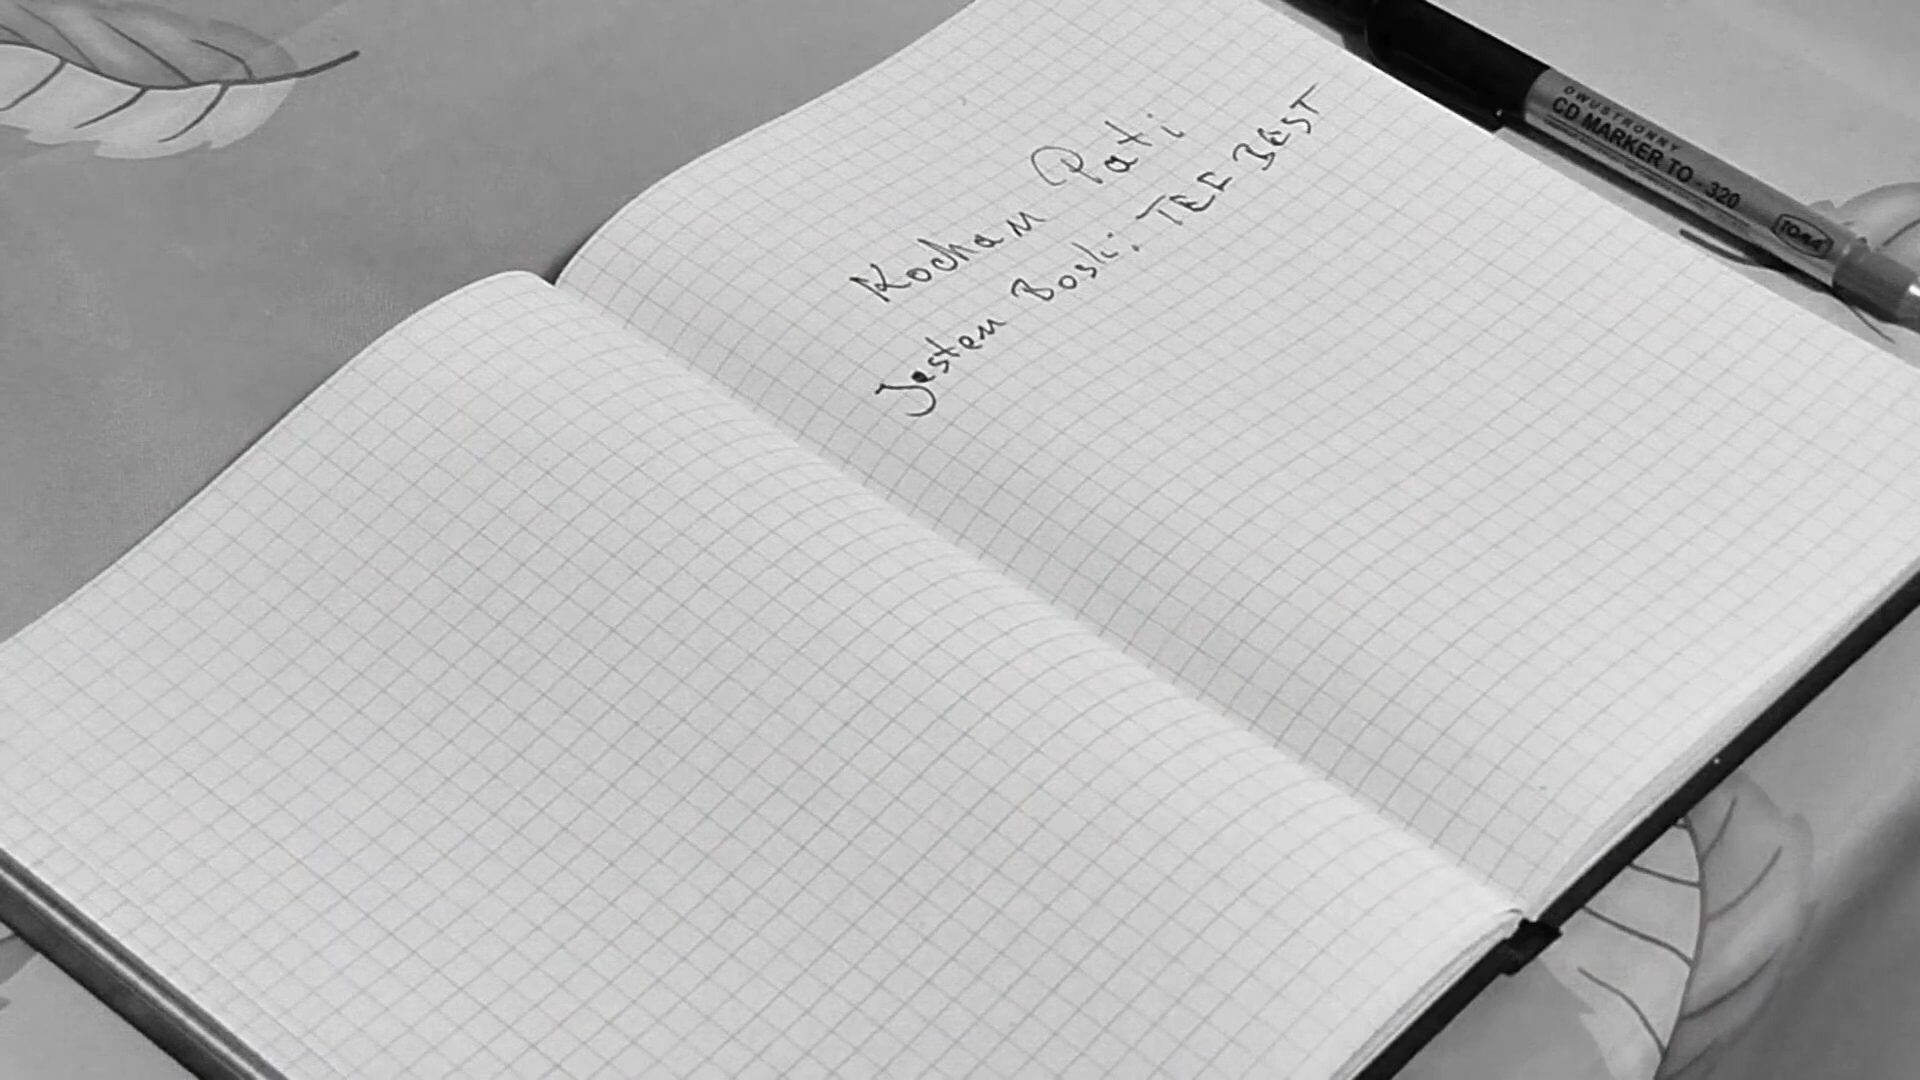 Kocham Pati
Jestem Boski, TEF BEST
DWUSTRONNY
CD MARKER TO - 320
TOMA